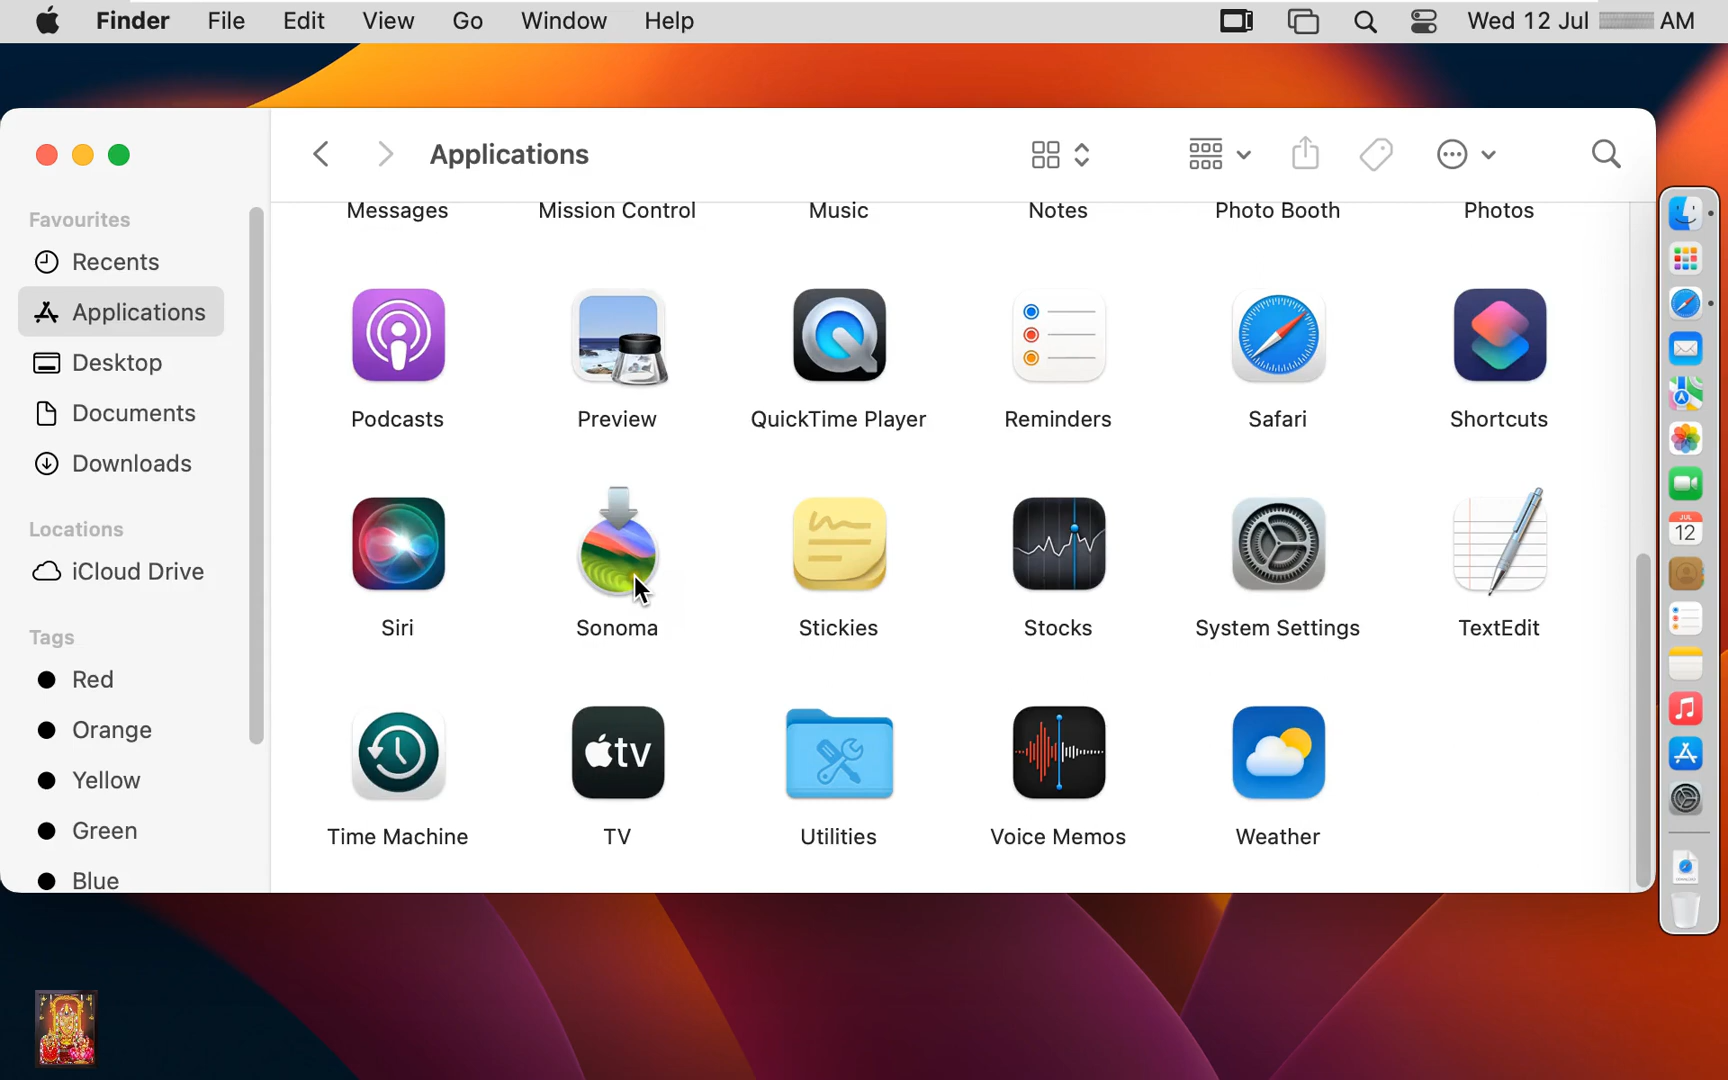 Finder File Edit View Go Window Help Wed 12 Jul AM
Applications
Favourites
Recents
Applications
Desktop
Documents
Downloads
Locations
iCloud Drive
Tags
Red
Orange
Yellow
Green
Blue
Messages Mission Control Music Notes Photo Booth Photos
Podcasts Preview QuickTime Player Reminders Safari Shortcuts
tv
Siri Sonoma Stickies Stocks System Settings TextEdit
Time Machine TV Utilities Voice Memos Weather
JUL
12